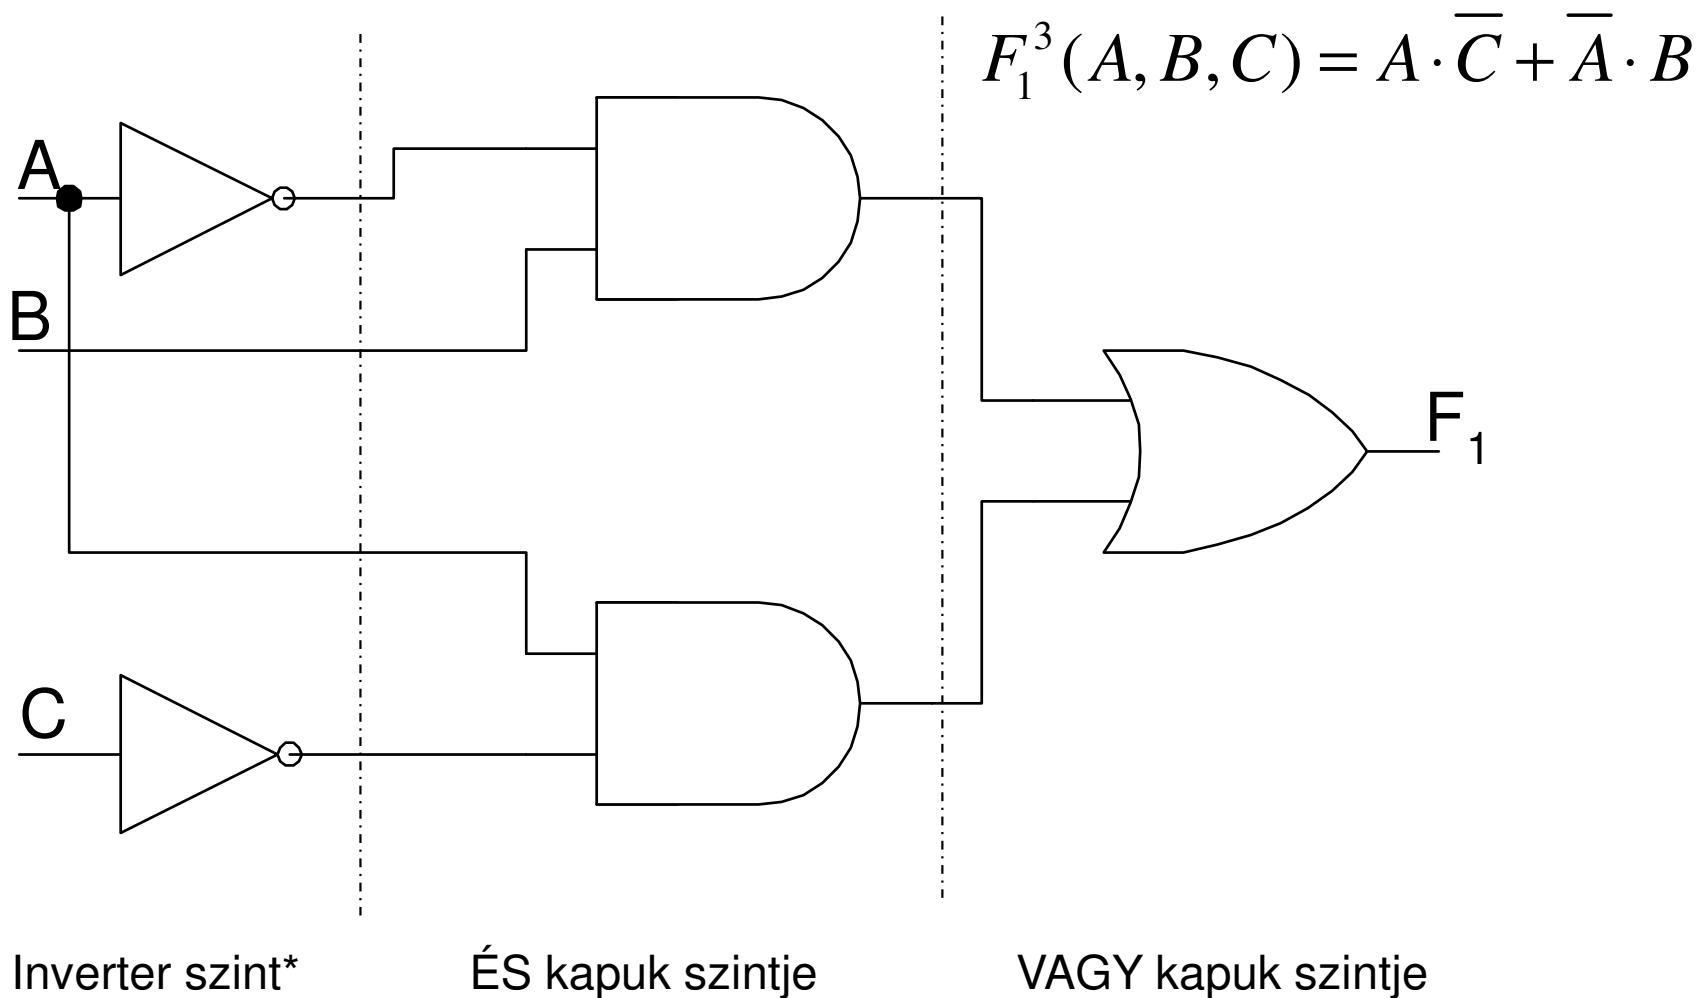 F₁³(A, B, C) = A · C̅ + A̅ · B
A
B
C
F₁
Inverter szint*
ÉS kapuk szintje
VAGY kapuk szintje